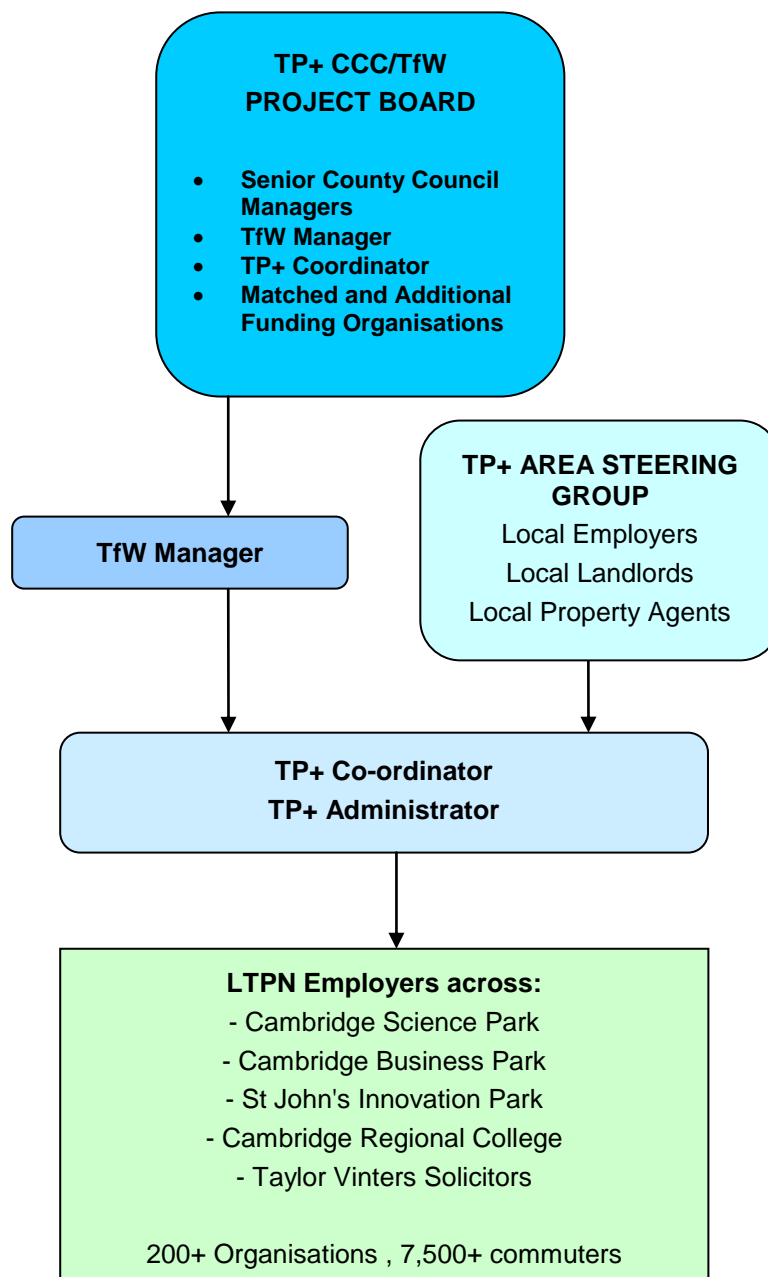 TP+ CCC/TfW
PROJECT BOARD
• Senior County Council
Managers
• TfW Manager
• TP+ Coordinator
• Matched and Additional
Funding Organisations
TP+ AREA STEERING
GROUP
Local Employers
Local Landlords
Local Property Agents
TfW Manager
TP+ Co-ordinator
TP+ Administrator
LTPN Employers across:
- Cambridge Science Park
- Cambridge Business Park
- St John's Innovation Park
- Cambridge Regional College
- Taylor Vinters Solicitors
200+ Organisations , 7,500+ commuters